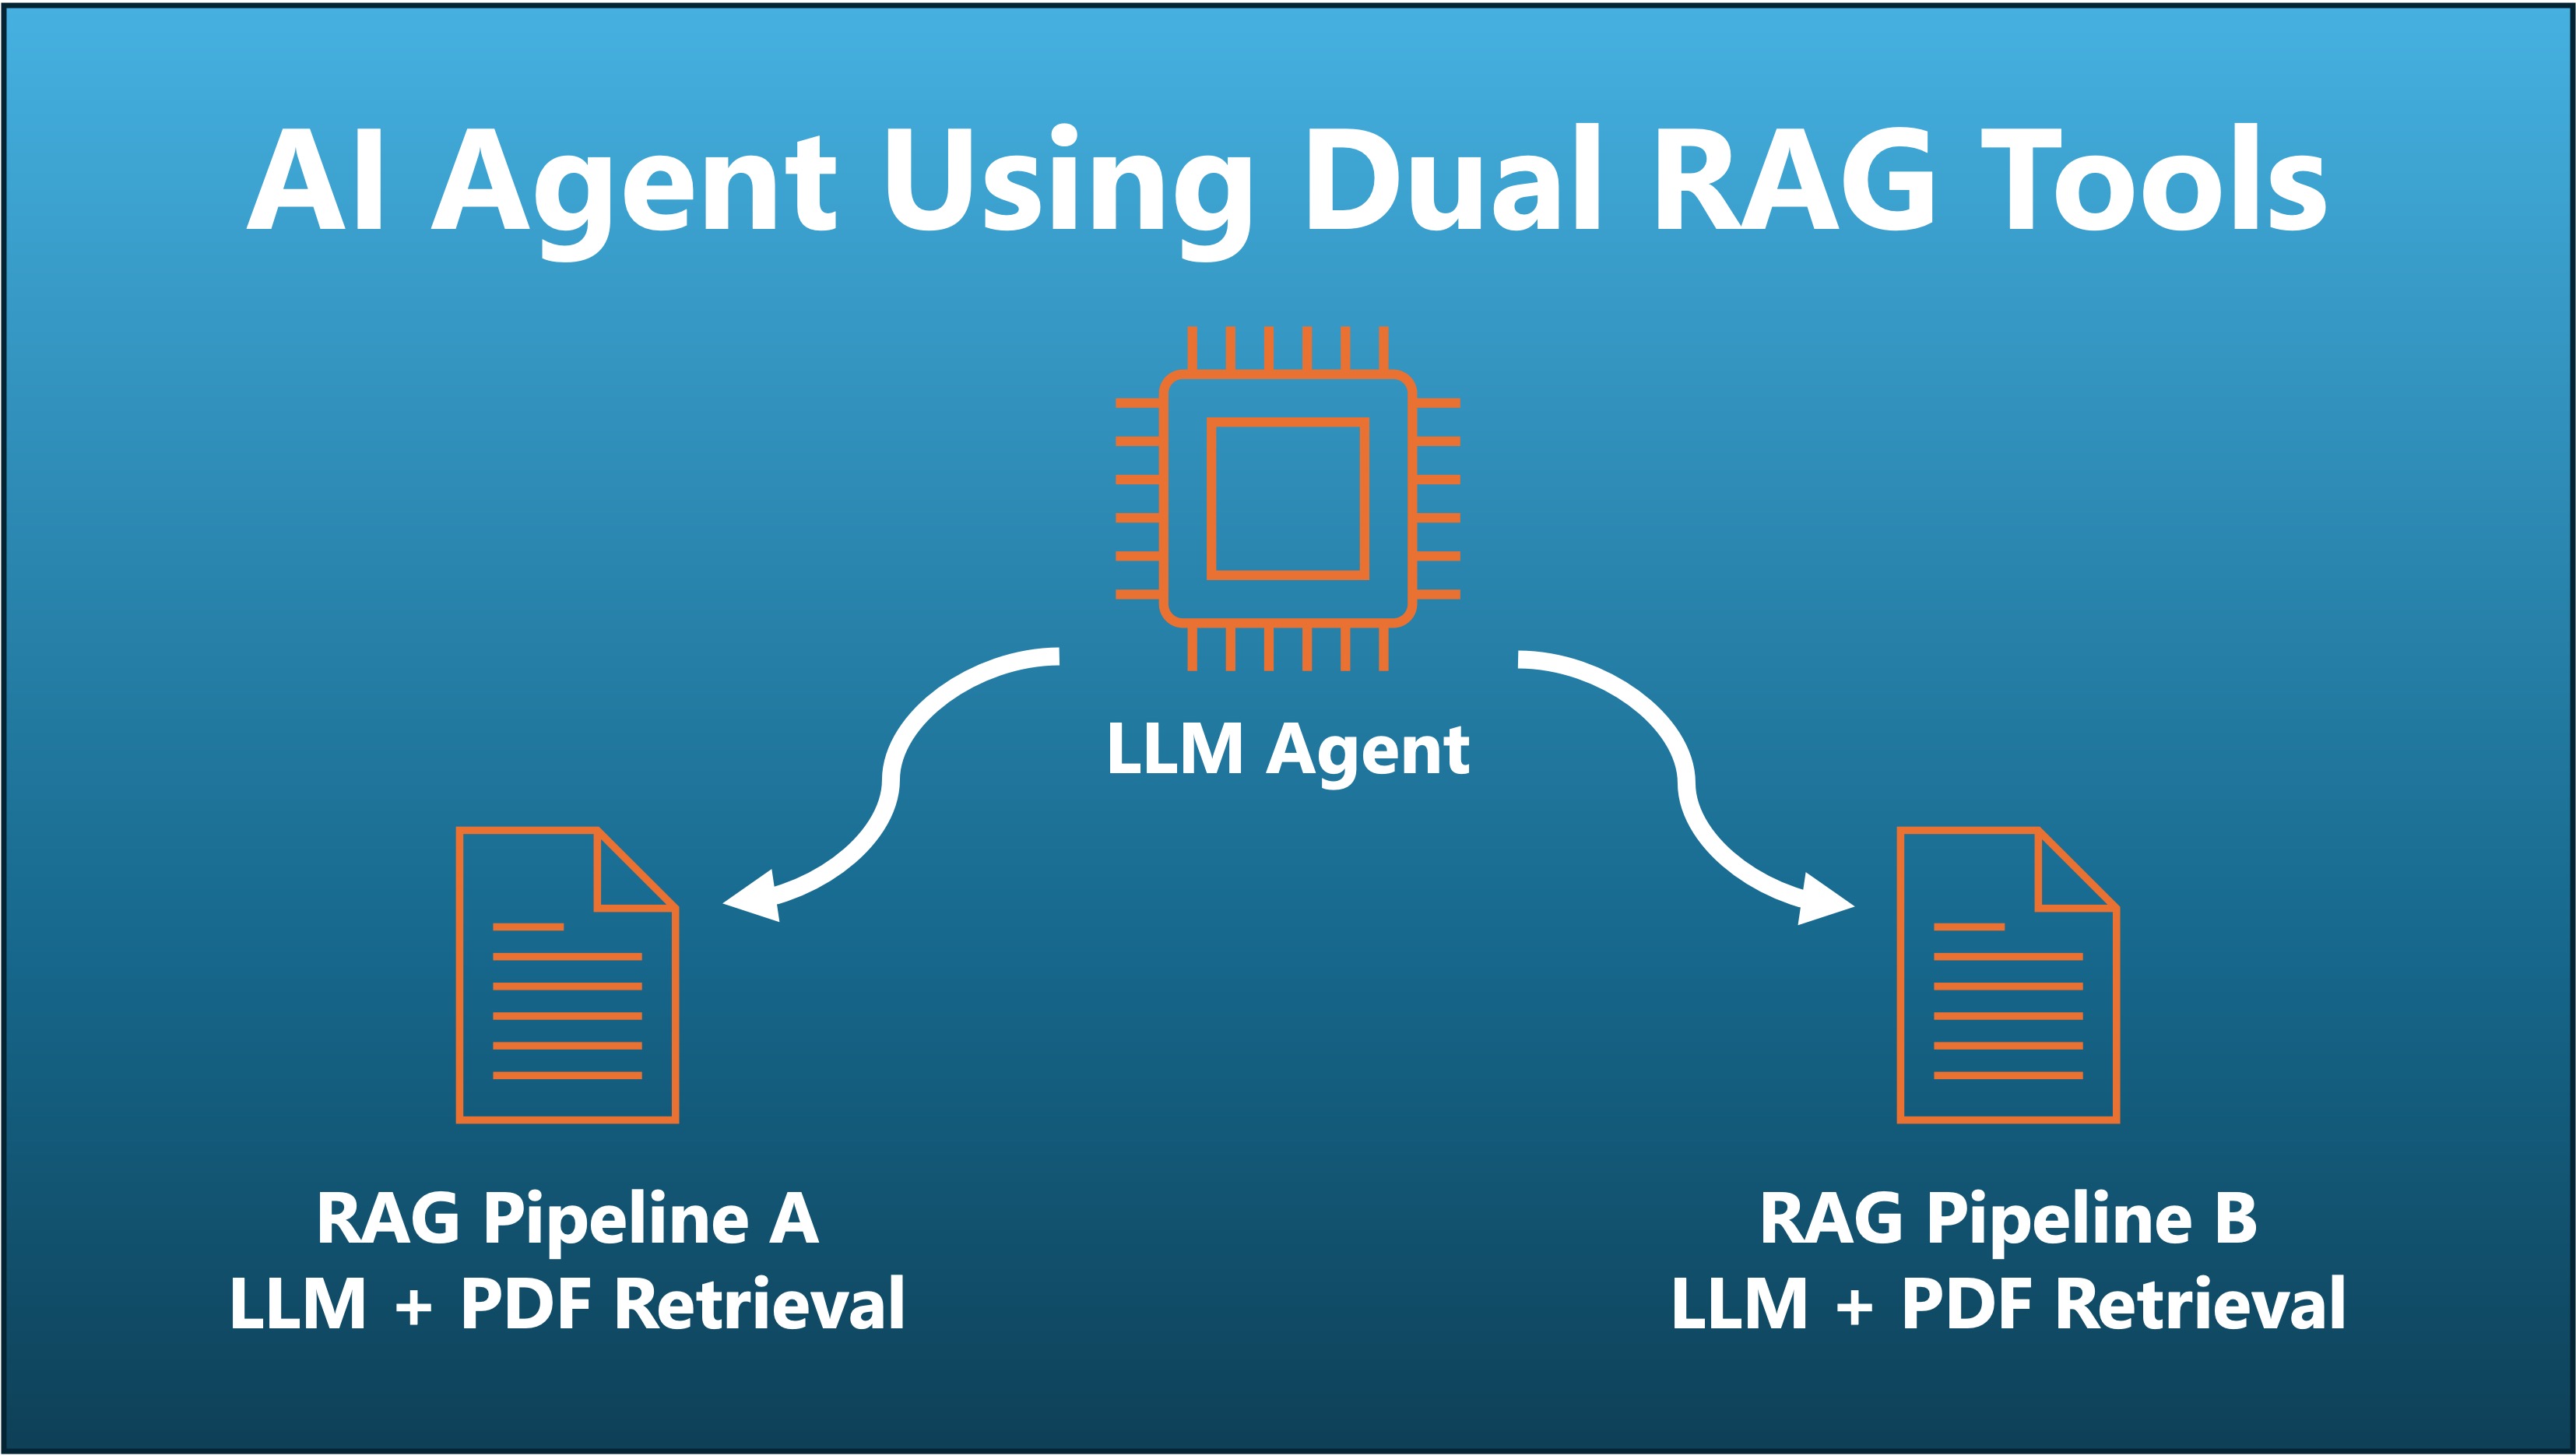 AI Agent Using Dual RAG Tools
LLM Agent
RAG Pipeline A
LLM + PDF Retrieval
RAG Pipeline B
LLM + PDF Retrieval